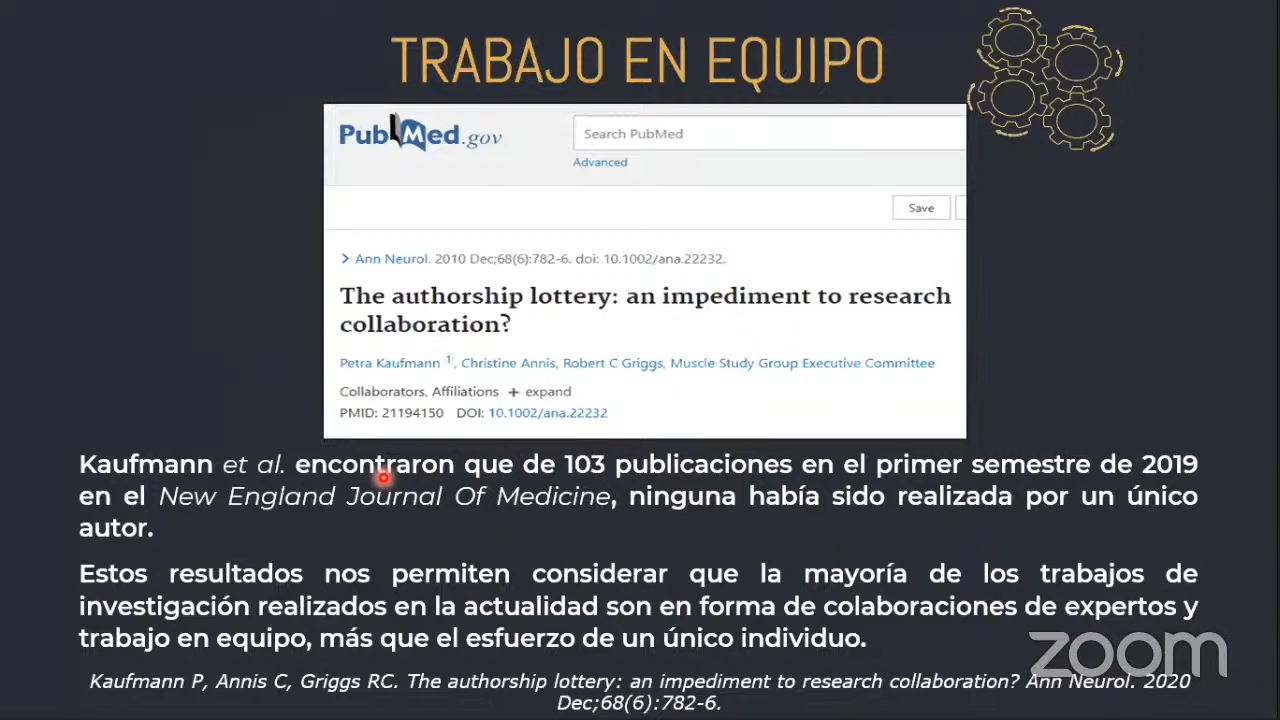 TRABAJO EN EQUIPO
PubMed.gov
Search PubMed
Advanced
Save
Ann Neurol. 2010 Dec;68(6):782-6. doi: 10.1002/ana.22232.
The authorship lottery: an impediment to research
collaboration?
Petra Kaufmann 1, Christine Annis, Robert C Griggs, Muscle Study Group Executive Committee
Collaborators, Affiliations + expand
PMID: 21194150 DOI: 10.1002/ana.22232
Kaufmann et al. encontraron que de 103 publicaciones en el primer semestre de 2019
en el New England Journal Of Medicine, ninguna había sido realizada por un único
autor.
Estos resultados nos permiten considerar que la mayoría de los trabajos de
investigación realizados en la actualidad son en forma de colaboraciones de expertos y
trabajo en equipo, más que el esfuerzo de un único individuo.
zoom
Kaufmann P, Annis C, Griggs RC. The authorship lottery: an impediment to research collaboration? Ann Neurol. 2020
Dec;68(6):782-6.